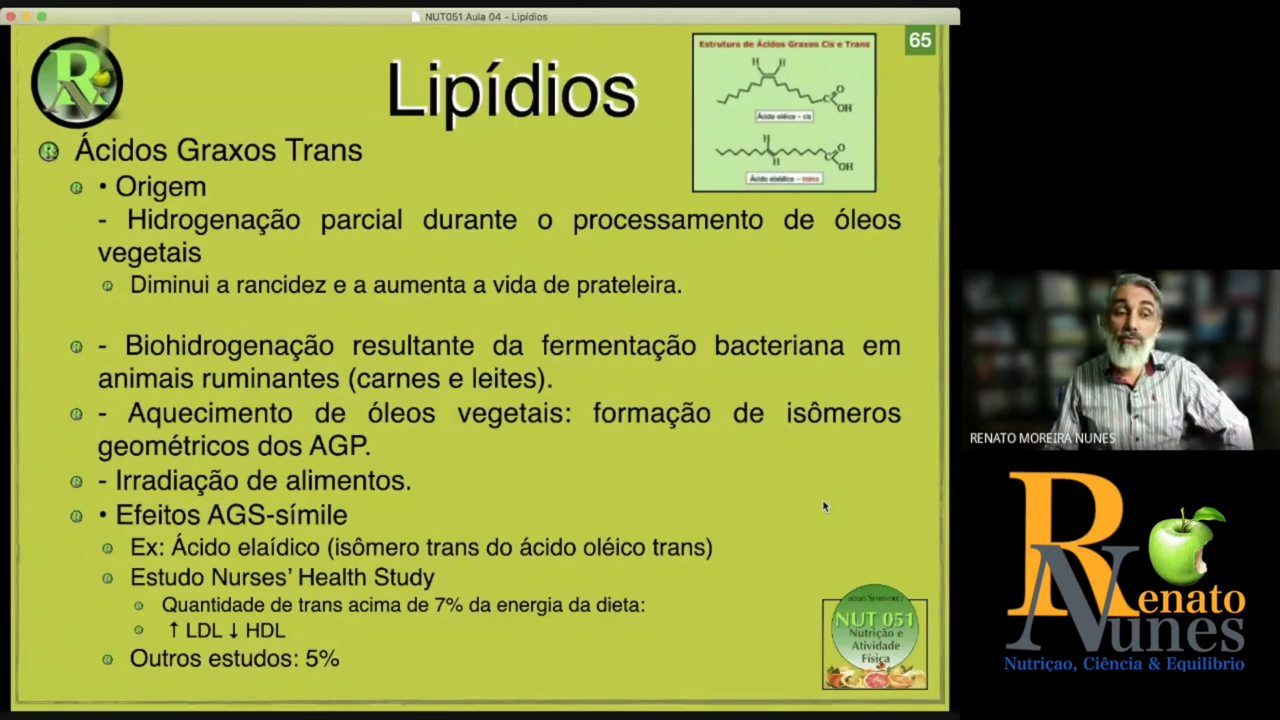 NUT051 Aula 04 - Lipídios
65
Lipídios
Estrutura de Ácidos Graxos Cis e Trans
H H
O
C
OH
Ácido oléico - cis
H
O
C
OH
H
Ácido elaídico - trans
Ácidos Graxos Trans
• Origem
- Hidrogenação parcial durante o processamento de óleos
vegetais
Diminui a rancidez e a aumenta a vida de prateleira.
- Biohidrogenação resultante da fermentação bacteriana em
animais ruminantes (carnes e leites).
- Aquecimento de óleos vegetais: formação de isômeros
geométricos dos AGP.
- Irradiação de alimentos.
• Efeitos AGS-símile
Ex: Ácido elaídico (isômero trans do ácido oléico trans)
Estudo Nurses' Health Study
Quantidade de trans acima de 7% da energia da dieta:
↑ LDL ↓ HDL
Outros estudos: 5%
NUT 051
Nutrição e
Atividade
Física
RENATO MOREIRA NUNES
Renato
Nunes
Nutriçao, Ciência & Equilibrio